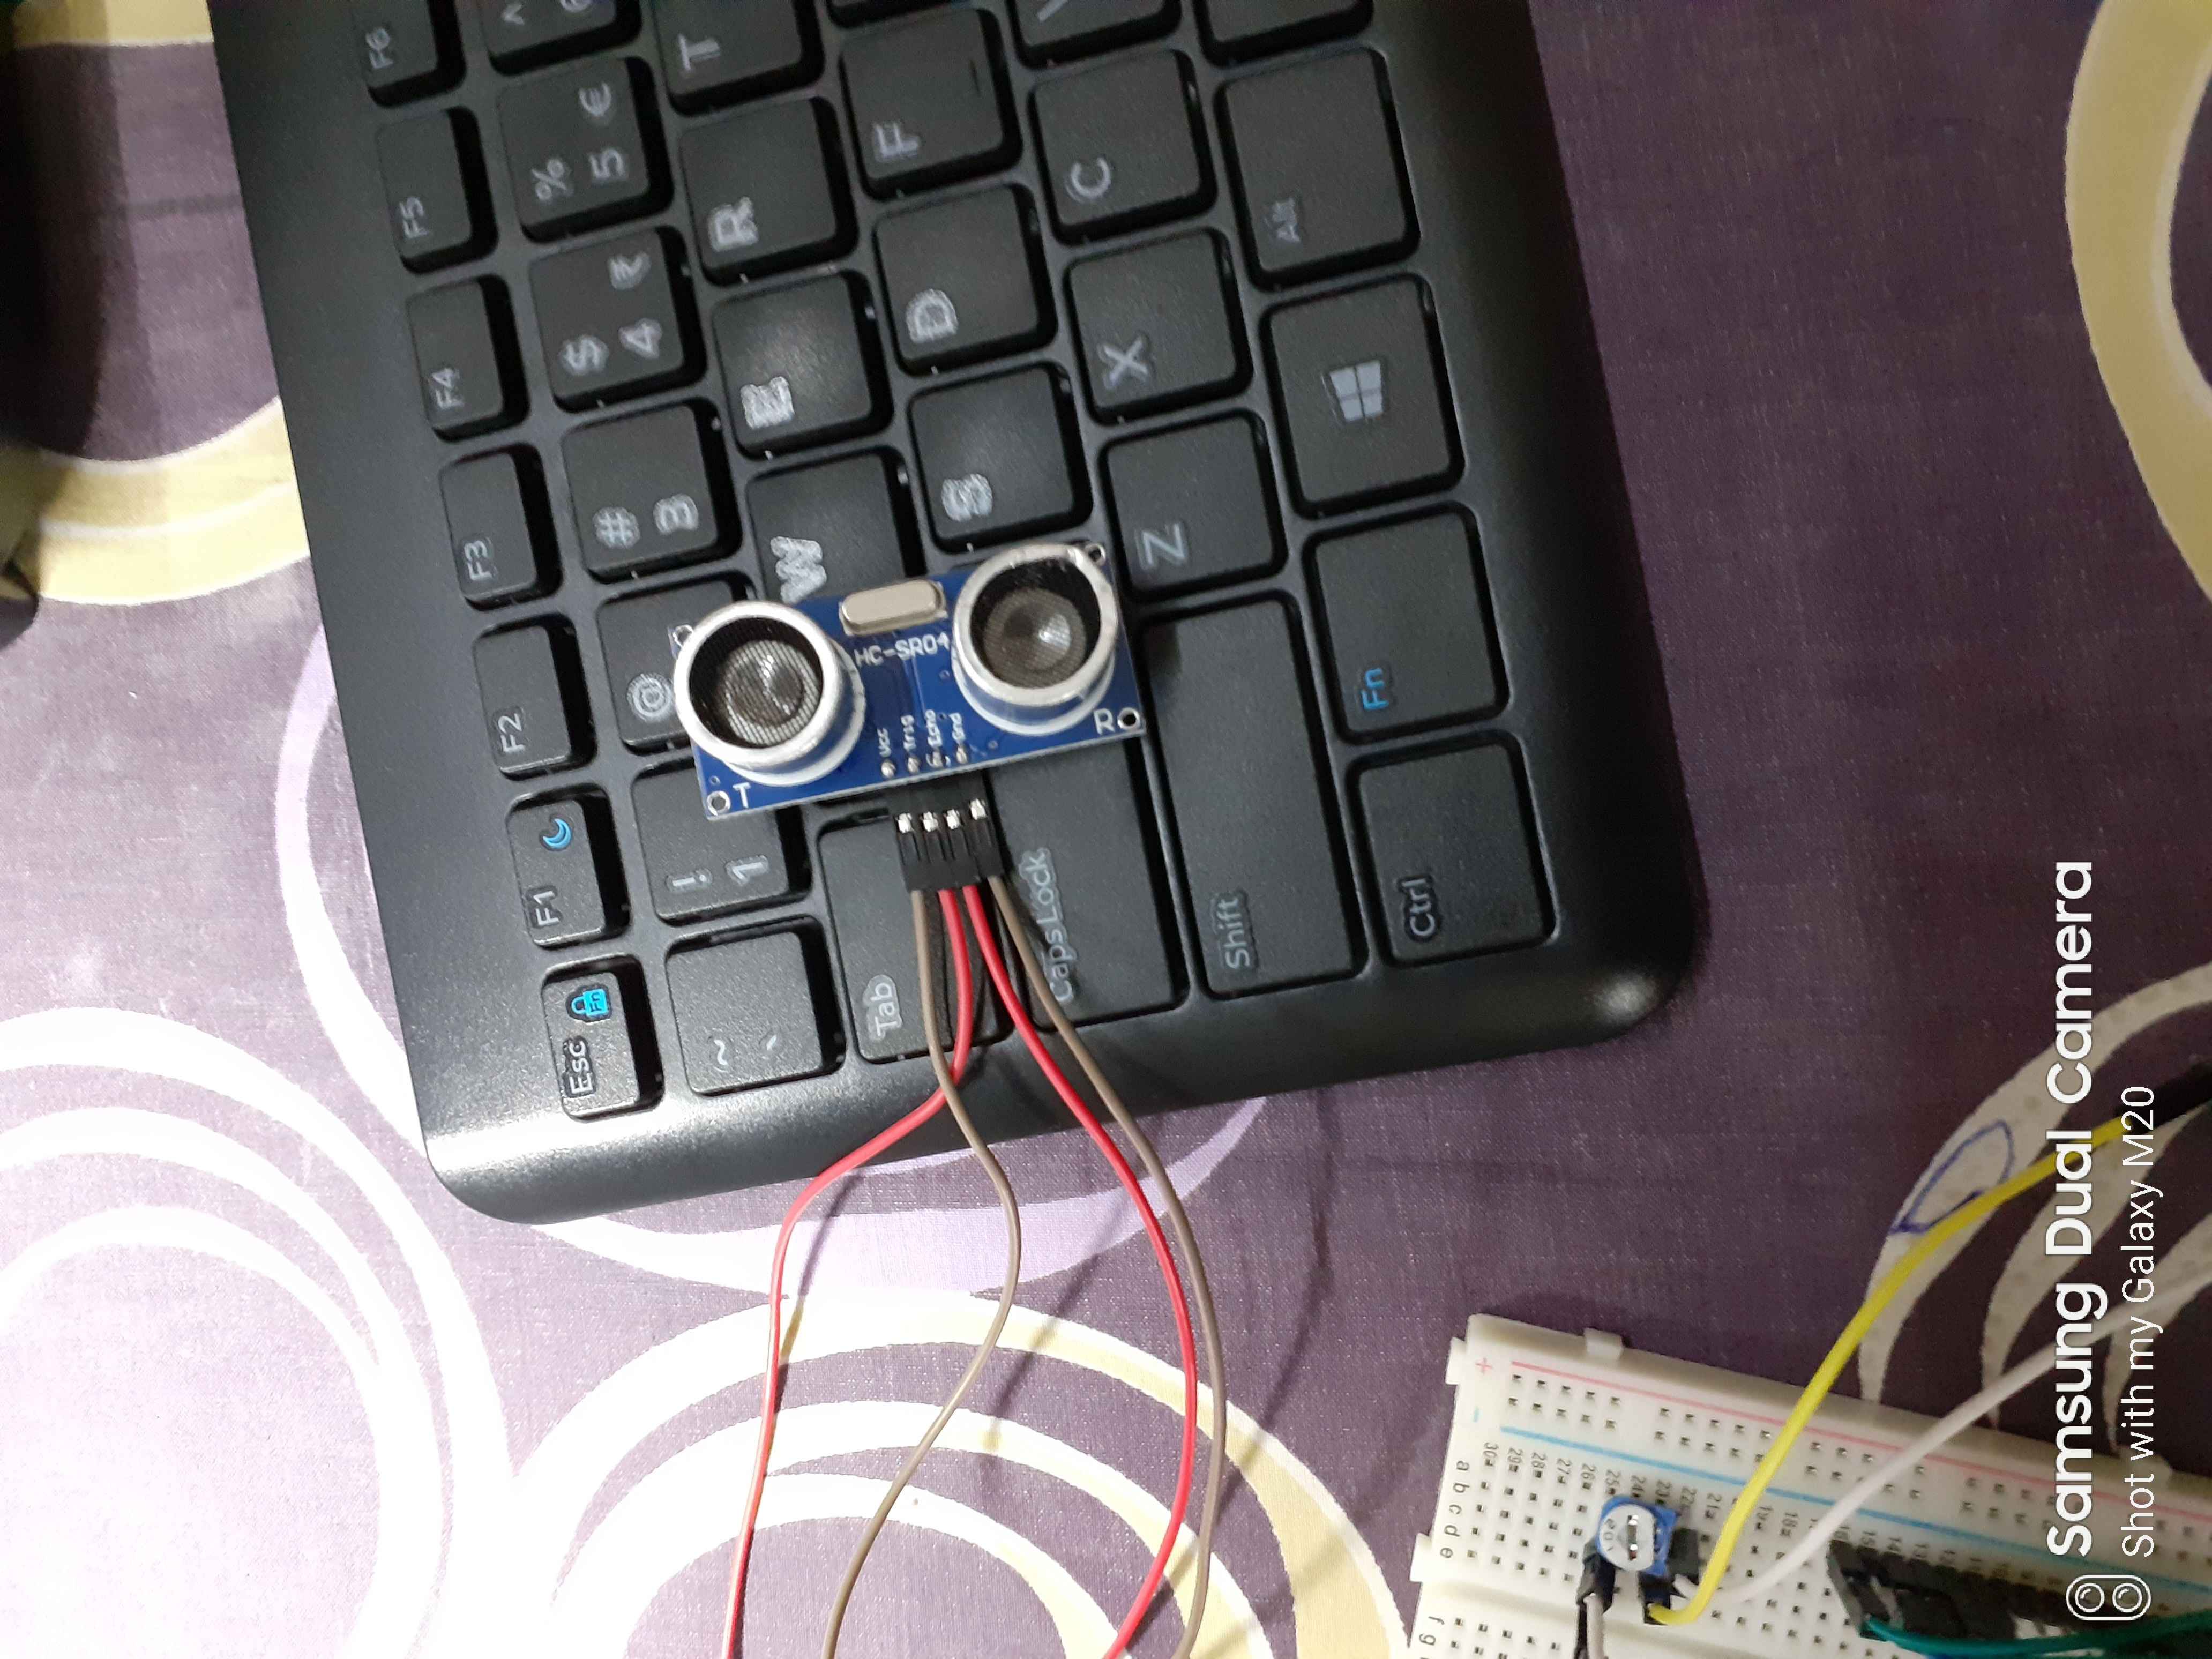 F6
F5
F4
F3
F2
F1
Esc
Fn
%
5 €
$
4 ₹
#
3
@
!
1
~
`
T
R
E
W
Tab
T
HC-SR04
Vcc
Trig
Echo
Gnd
R
F
D
S
Caps Lock
C
X
Z
Shift
Alt
Fn
Ctrl
f g
e d c b a
- +
30
29
28
27
26
25
24
23
22
21
19
18
15
14
13
12
Samsung Dual Camera
Shot with my Galaxy M20